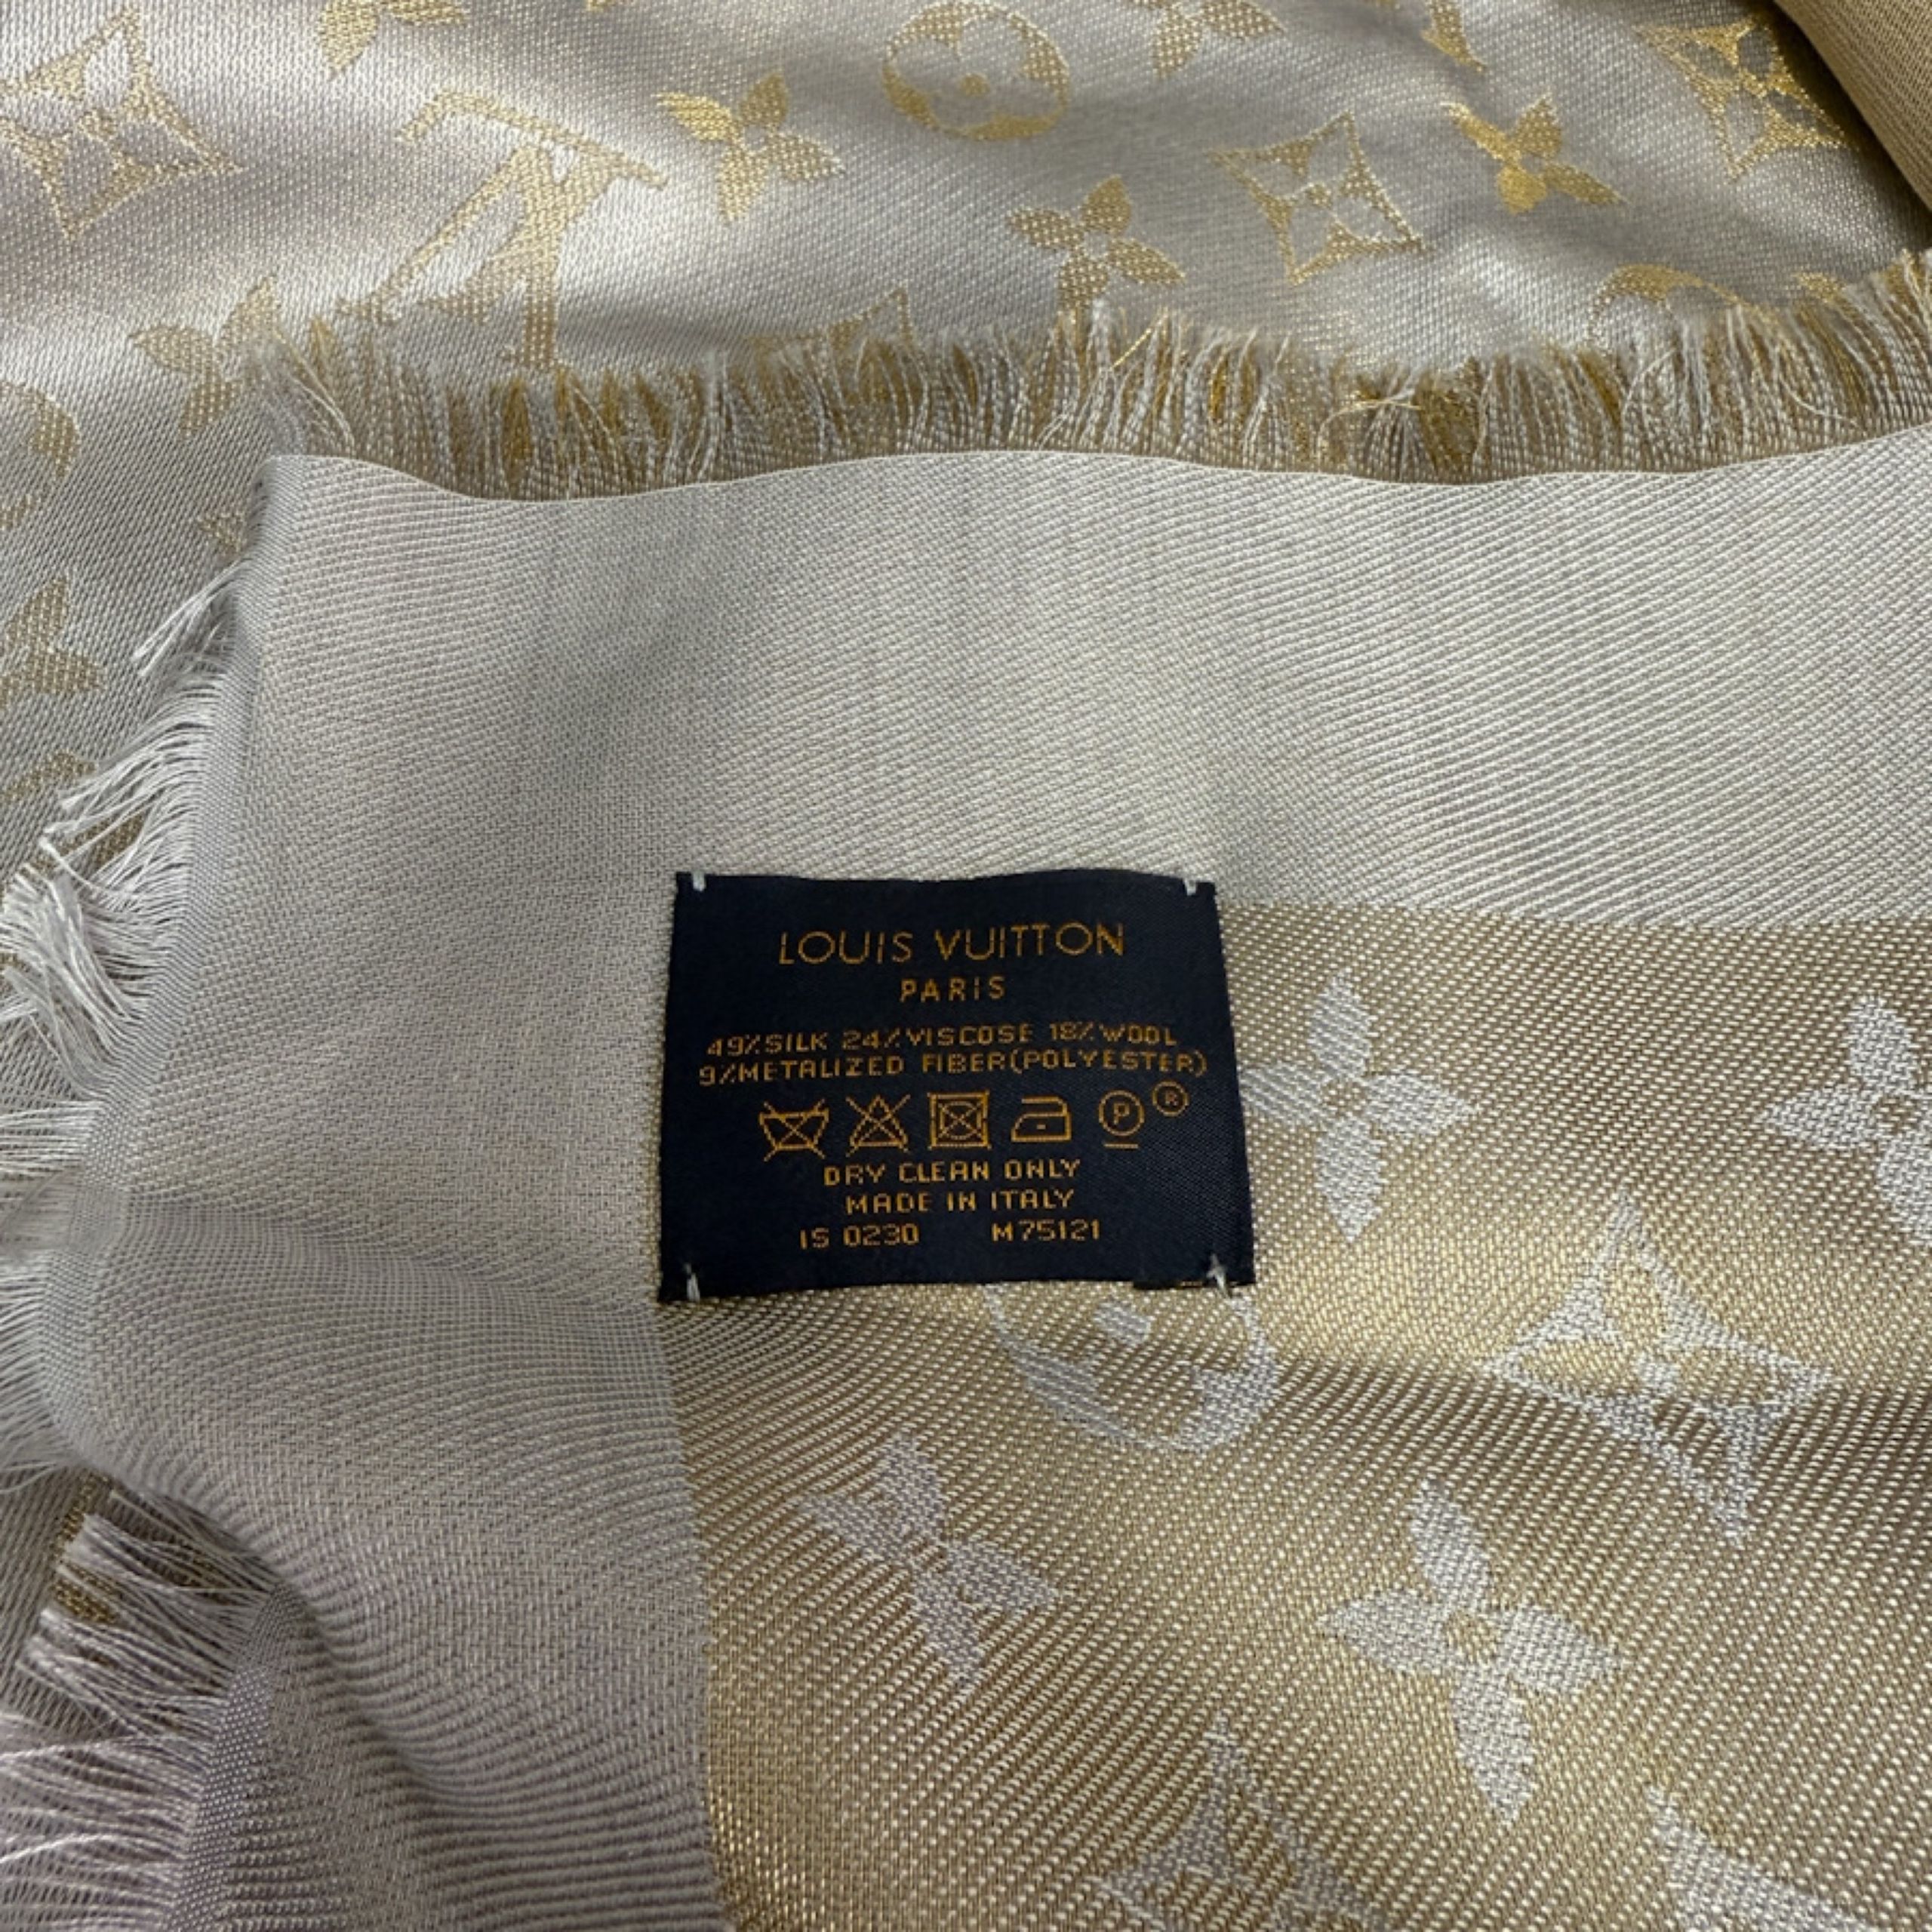 LOUIS VUITTON
PARIS
49%SILK 24%VISCOSE 18%WOOL
9%METALIZED FIBER(POLYESTER)
P ®
DRY CLEAN ONLY
MADE IN ITALY
IS 0230 M75121